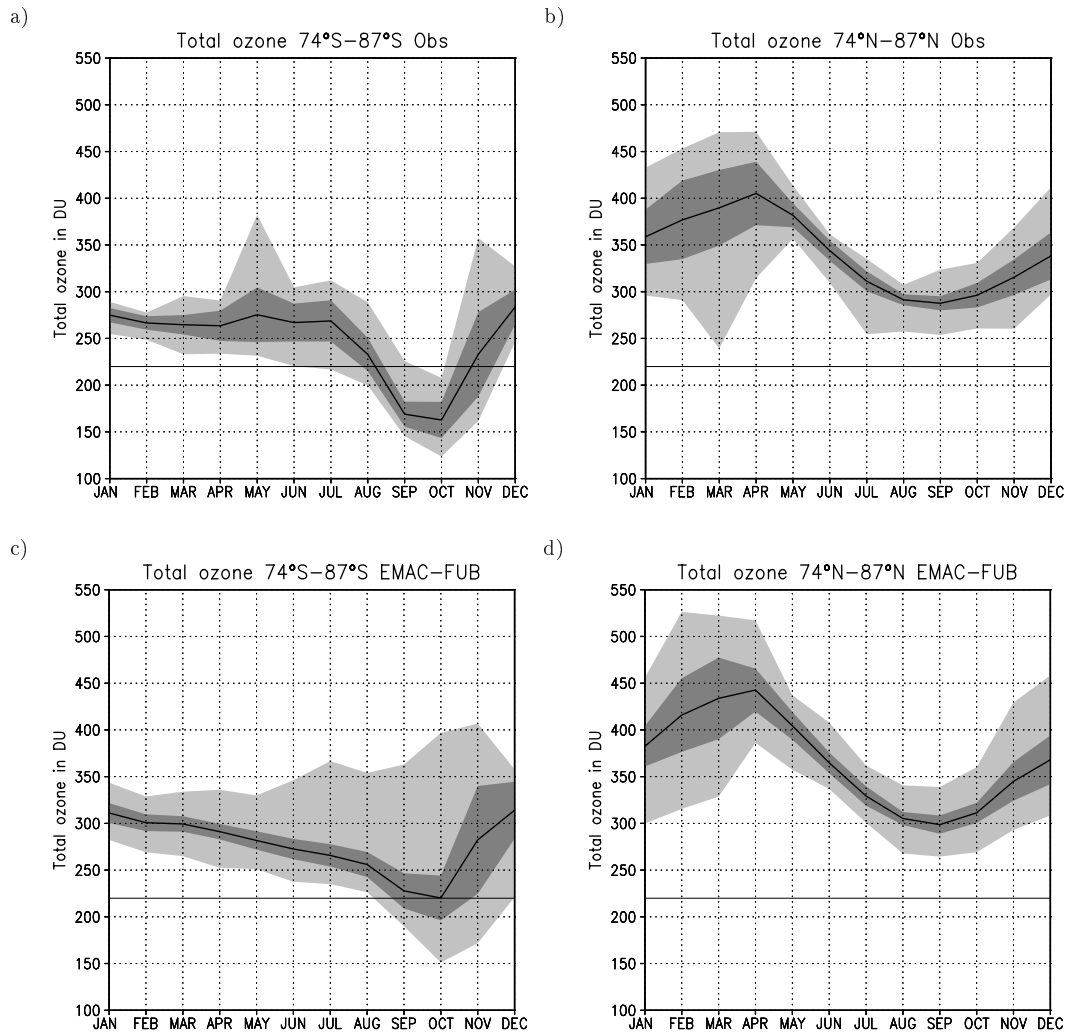 a)
Total ozone 74°S–87°S Obs
Total ozone in DU
550
500
450
400
350
300
250
200
150
100
JAN FEB MAR APR MAY JUN JUL AUG SEP OCT NOV DEC
b)
Total ozone 74°N–87°N Obs
Total ozone in DU
550
500
450
400
350
300
250
200
150
100
JAN FEB MAR APR MAY JUN JUL AUG SEP OCT NOV DEC
c)
Total ozone 74°S–87°S EMAC–FUB
Total ozone in DU
550
500
450
400
350
300
250
200
150
100
JAN FEB MAR APR MAY JUN JUL AUG SEP OCT NOV DEC
d)
Total ozone 74°N–87°N EMAC–FUB
Total ozone in DU
550
500
450
400
350
300
250
200
150
100
JAN FEB MAR APR MAY JUN JUL AUG SEP OCT NOV DEC